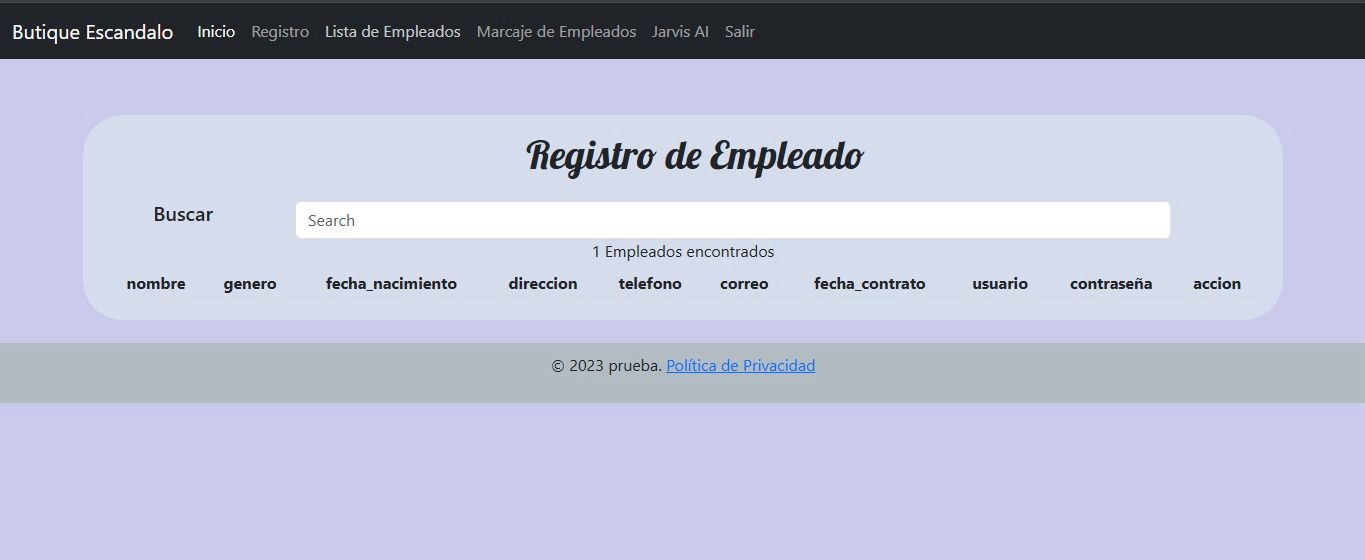 Butique Escandalo Inicio Registro Lista de Empleados Marcaje de Empleados Jarvis AI Salir
Registro de Empleado
Buscar Search
1 Empleados encontrados
nombre genero fecha_nacimiento direccion telefono correo fecha_contrato usuario contraseña accion
© 2023 prueba. Política de Privacidad